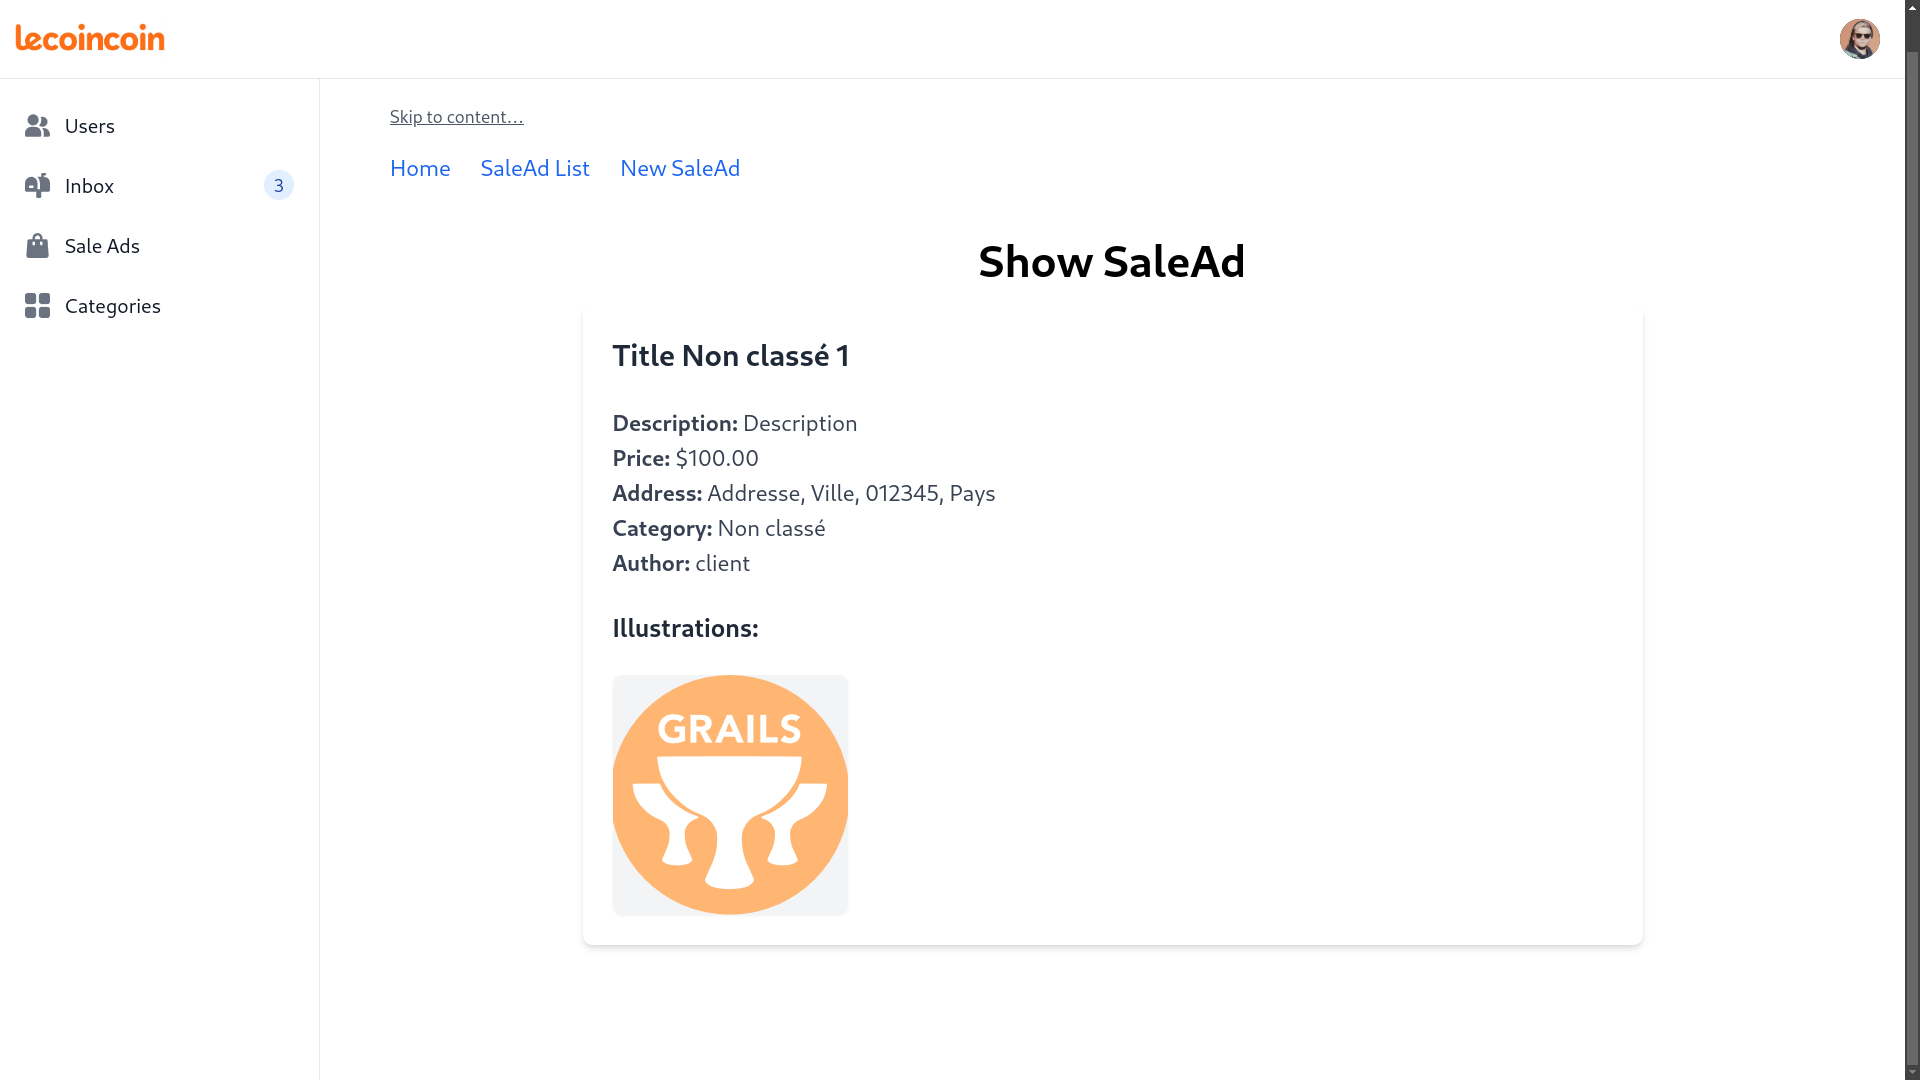 lecoincoin
Users
Inbox 3
Sale Ads
Categories
Skip to content...
Home SaleAd List New SaleAd
Show SaleAd
Title Non classé 1
Description: Description
Price: $100.00
Address: Addresse, Ville, 012345, Pays
Category: Non classé
Author: client
Illustrations:
GRAILS